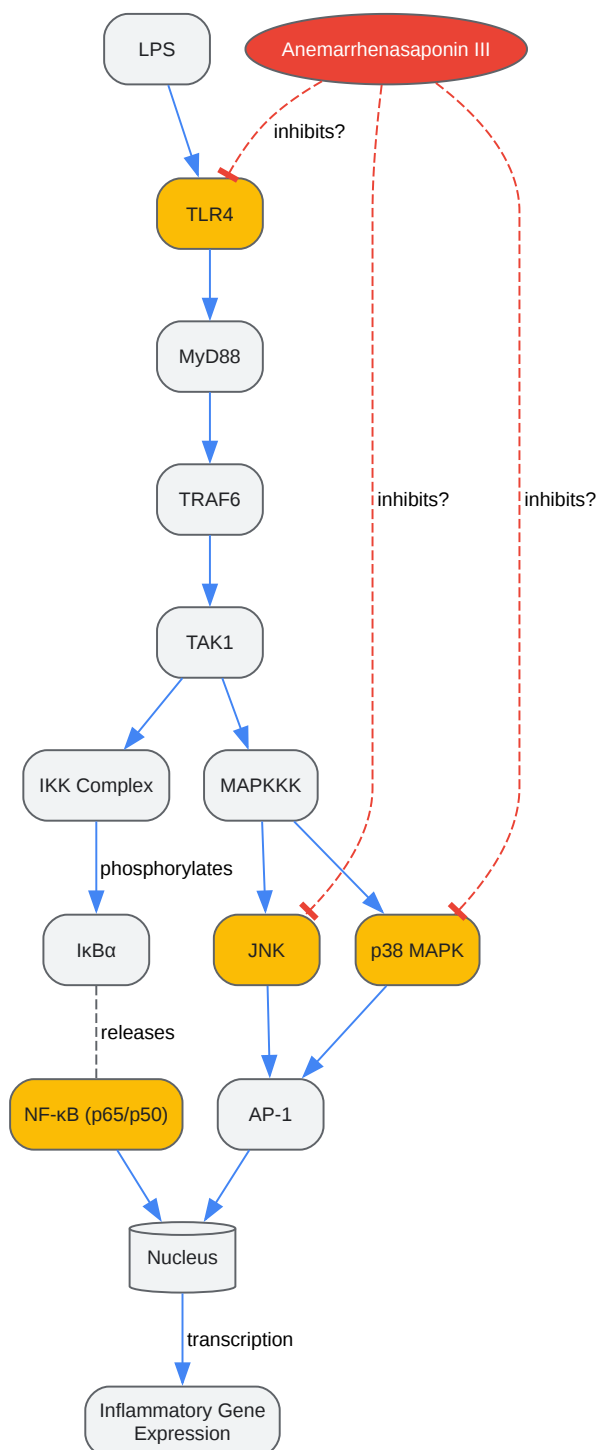 LPS
Anemarrhenasaponin III
inhibits?
TLR4
MyD88
TRAF6
inhibits?
inhibits?
TAK1
IKK Complex
MAPKKK
phosphorylates
IκBα
JNK
p38 MAPK
releases
NF-κB (p65/p50)
AP-1
Nucleus
transcription
Inflammatory Gene
Expression